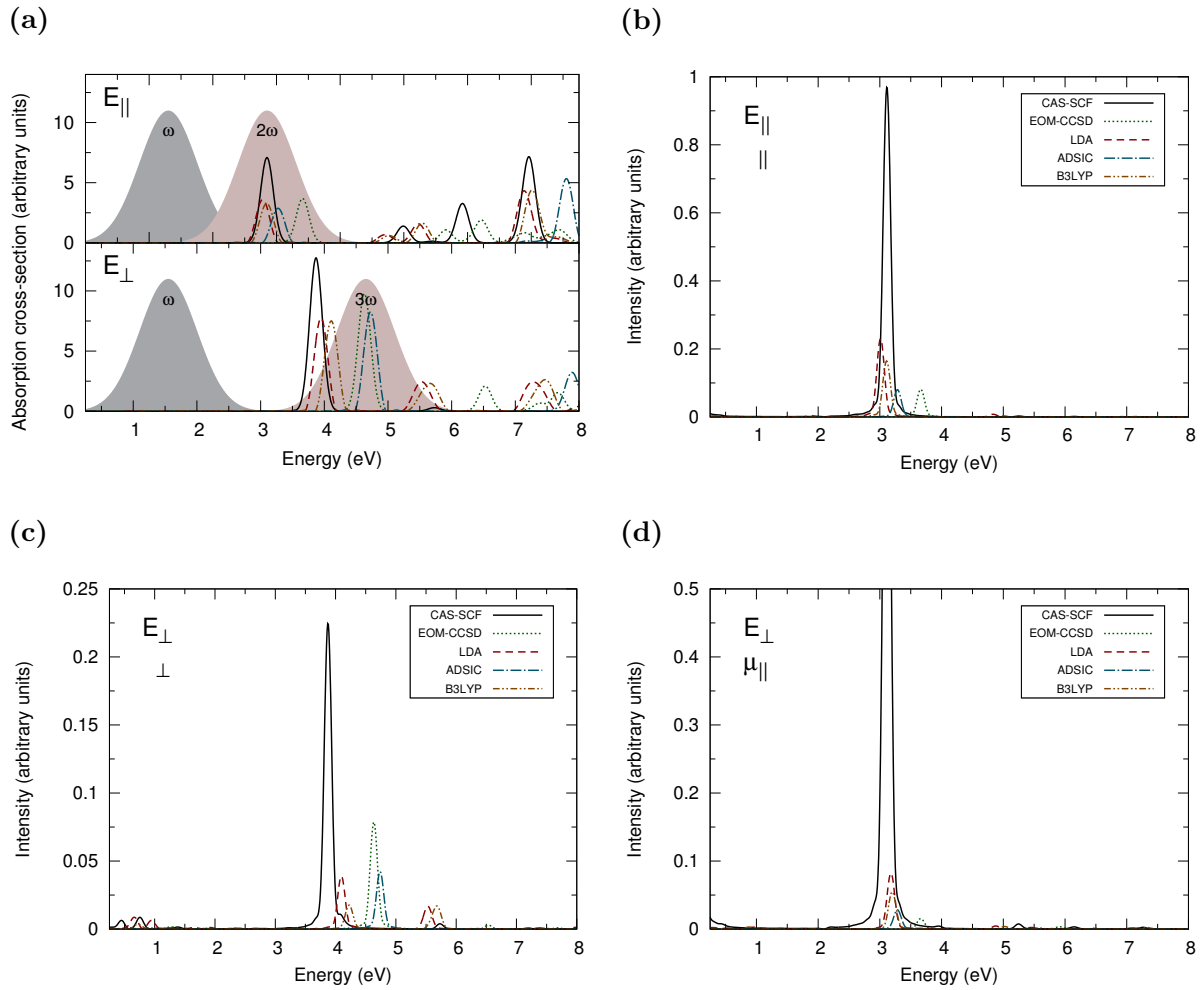 (a)
Absorption cross-section (arbitrary units)
E||
ω
2ω
10
5
0
E⊥
ω
3ω
10
5
0
1 2 3 4 5 6 7 8
Energy (eV)
(b)
Intensity (arbitrary units)
1
0.8
0.6
0.4
0.2
0
E||
||
CAS-SCF
EOM-CCSD
LDA
ADSIC
B3LYP
1 2 3 4 5 6 7 8
Energy (eV)
(c)
Intensity (arbitrary units)
0.25
0.2
0.15
0.1
0.05
0
E⊥
⊥
CAS-SCF
EOM-CCSD
LDA
ADSIC
B3LYP
1 2 3 4 5 6 7 8
Energy (eV)
(d)
Intensity (arbitrary units)
0.5
0.4
0.3
0.2
0.1
0
E⊥
μ||
CAS-SCF
EOM-CCSD
LDA
ADSIC
B3LYP
1 2 3 4 5 6 7 8
Energy (eV)